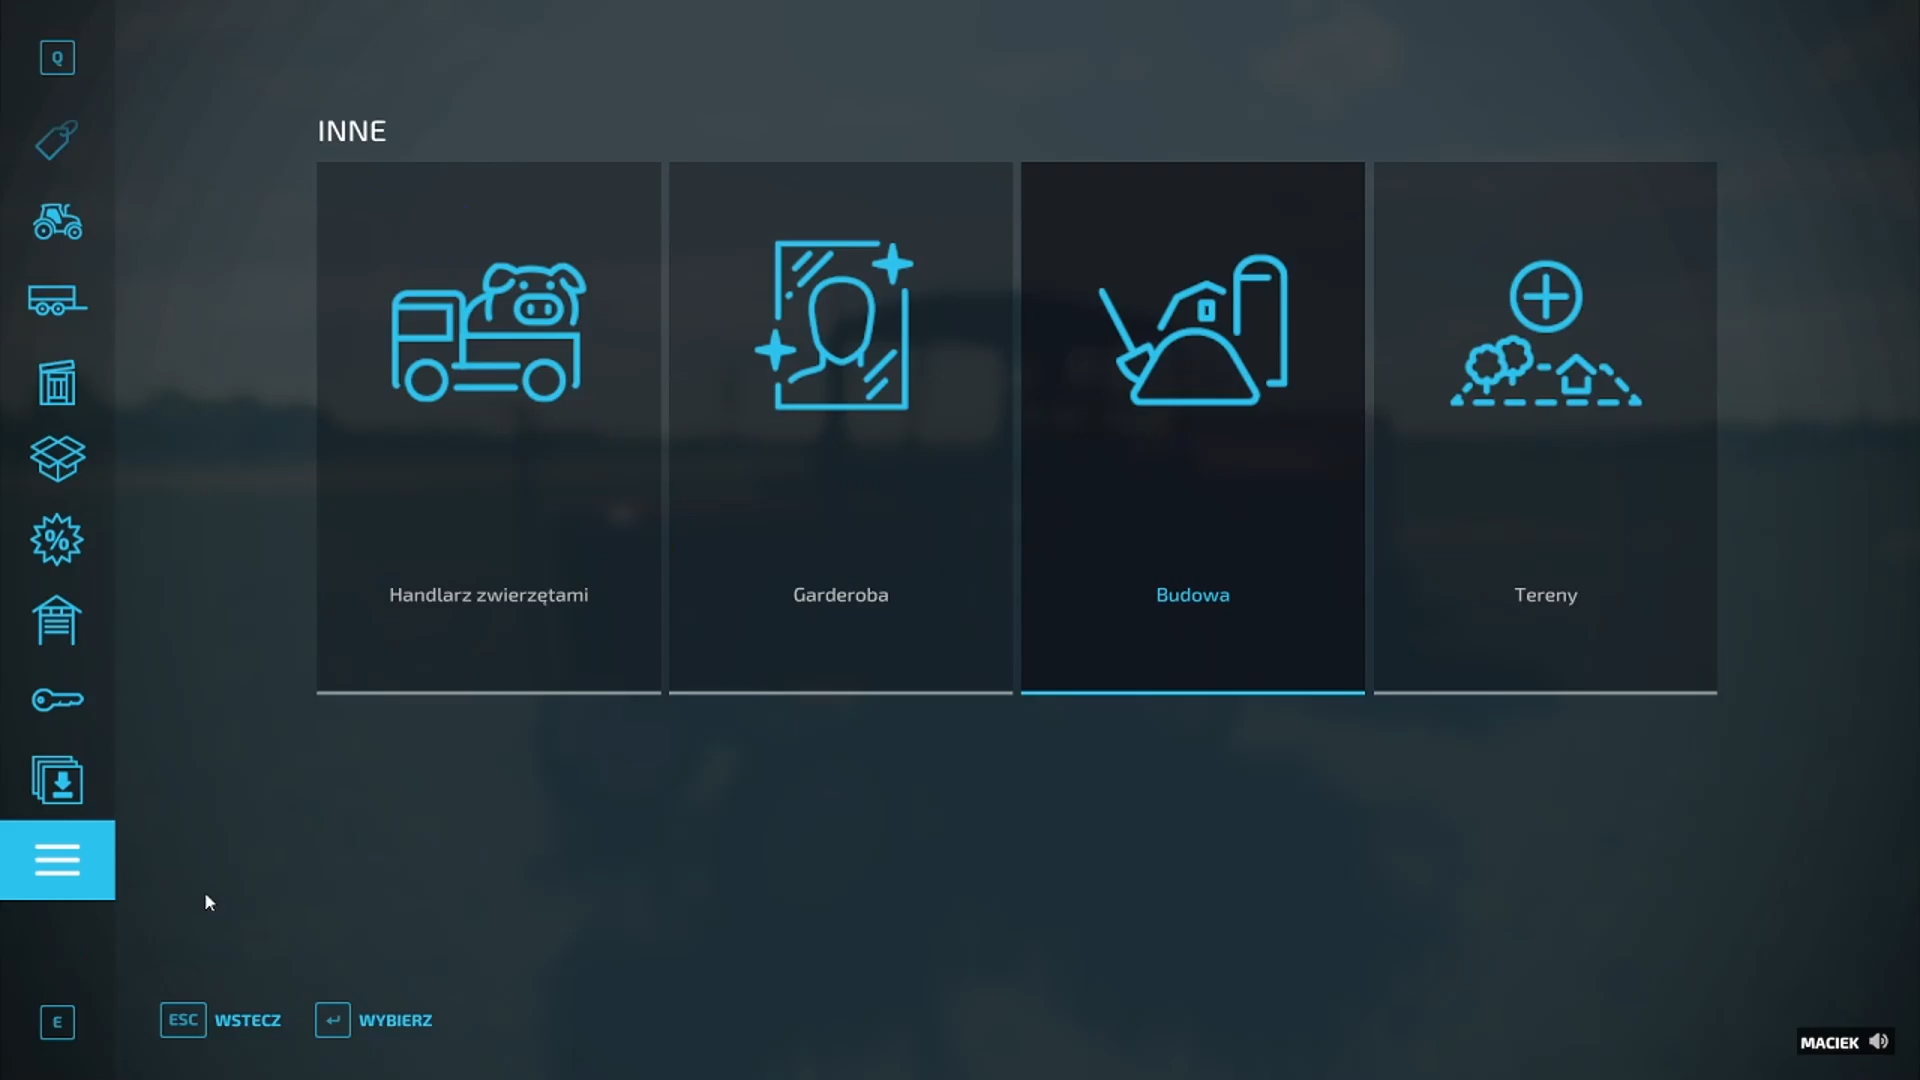 Q
INNE
Handlarz zwierzętami
Garderoba
Budowa
Tereny
E
ESC WSTECZ
WYBIERZ
MACIEK